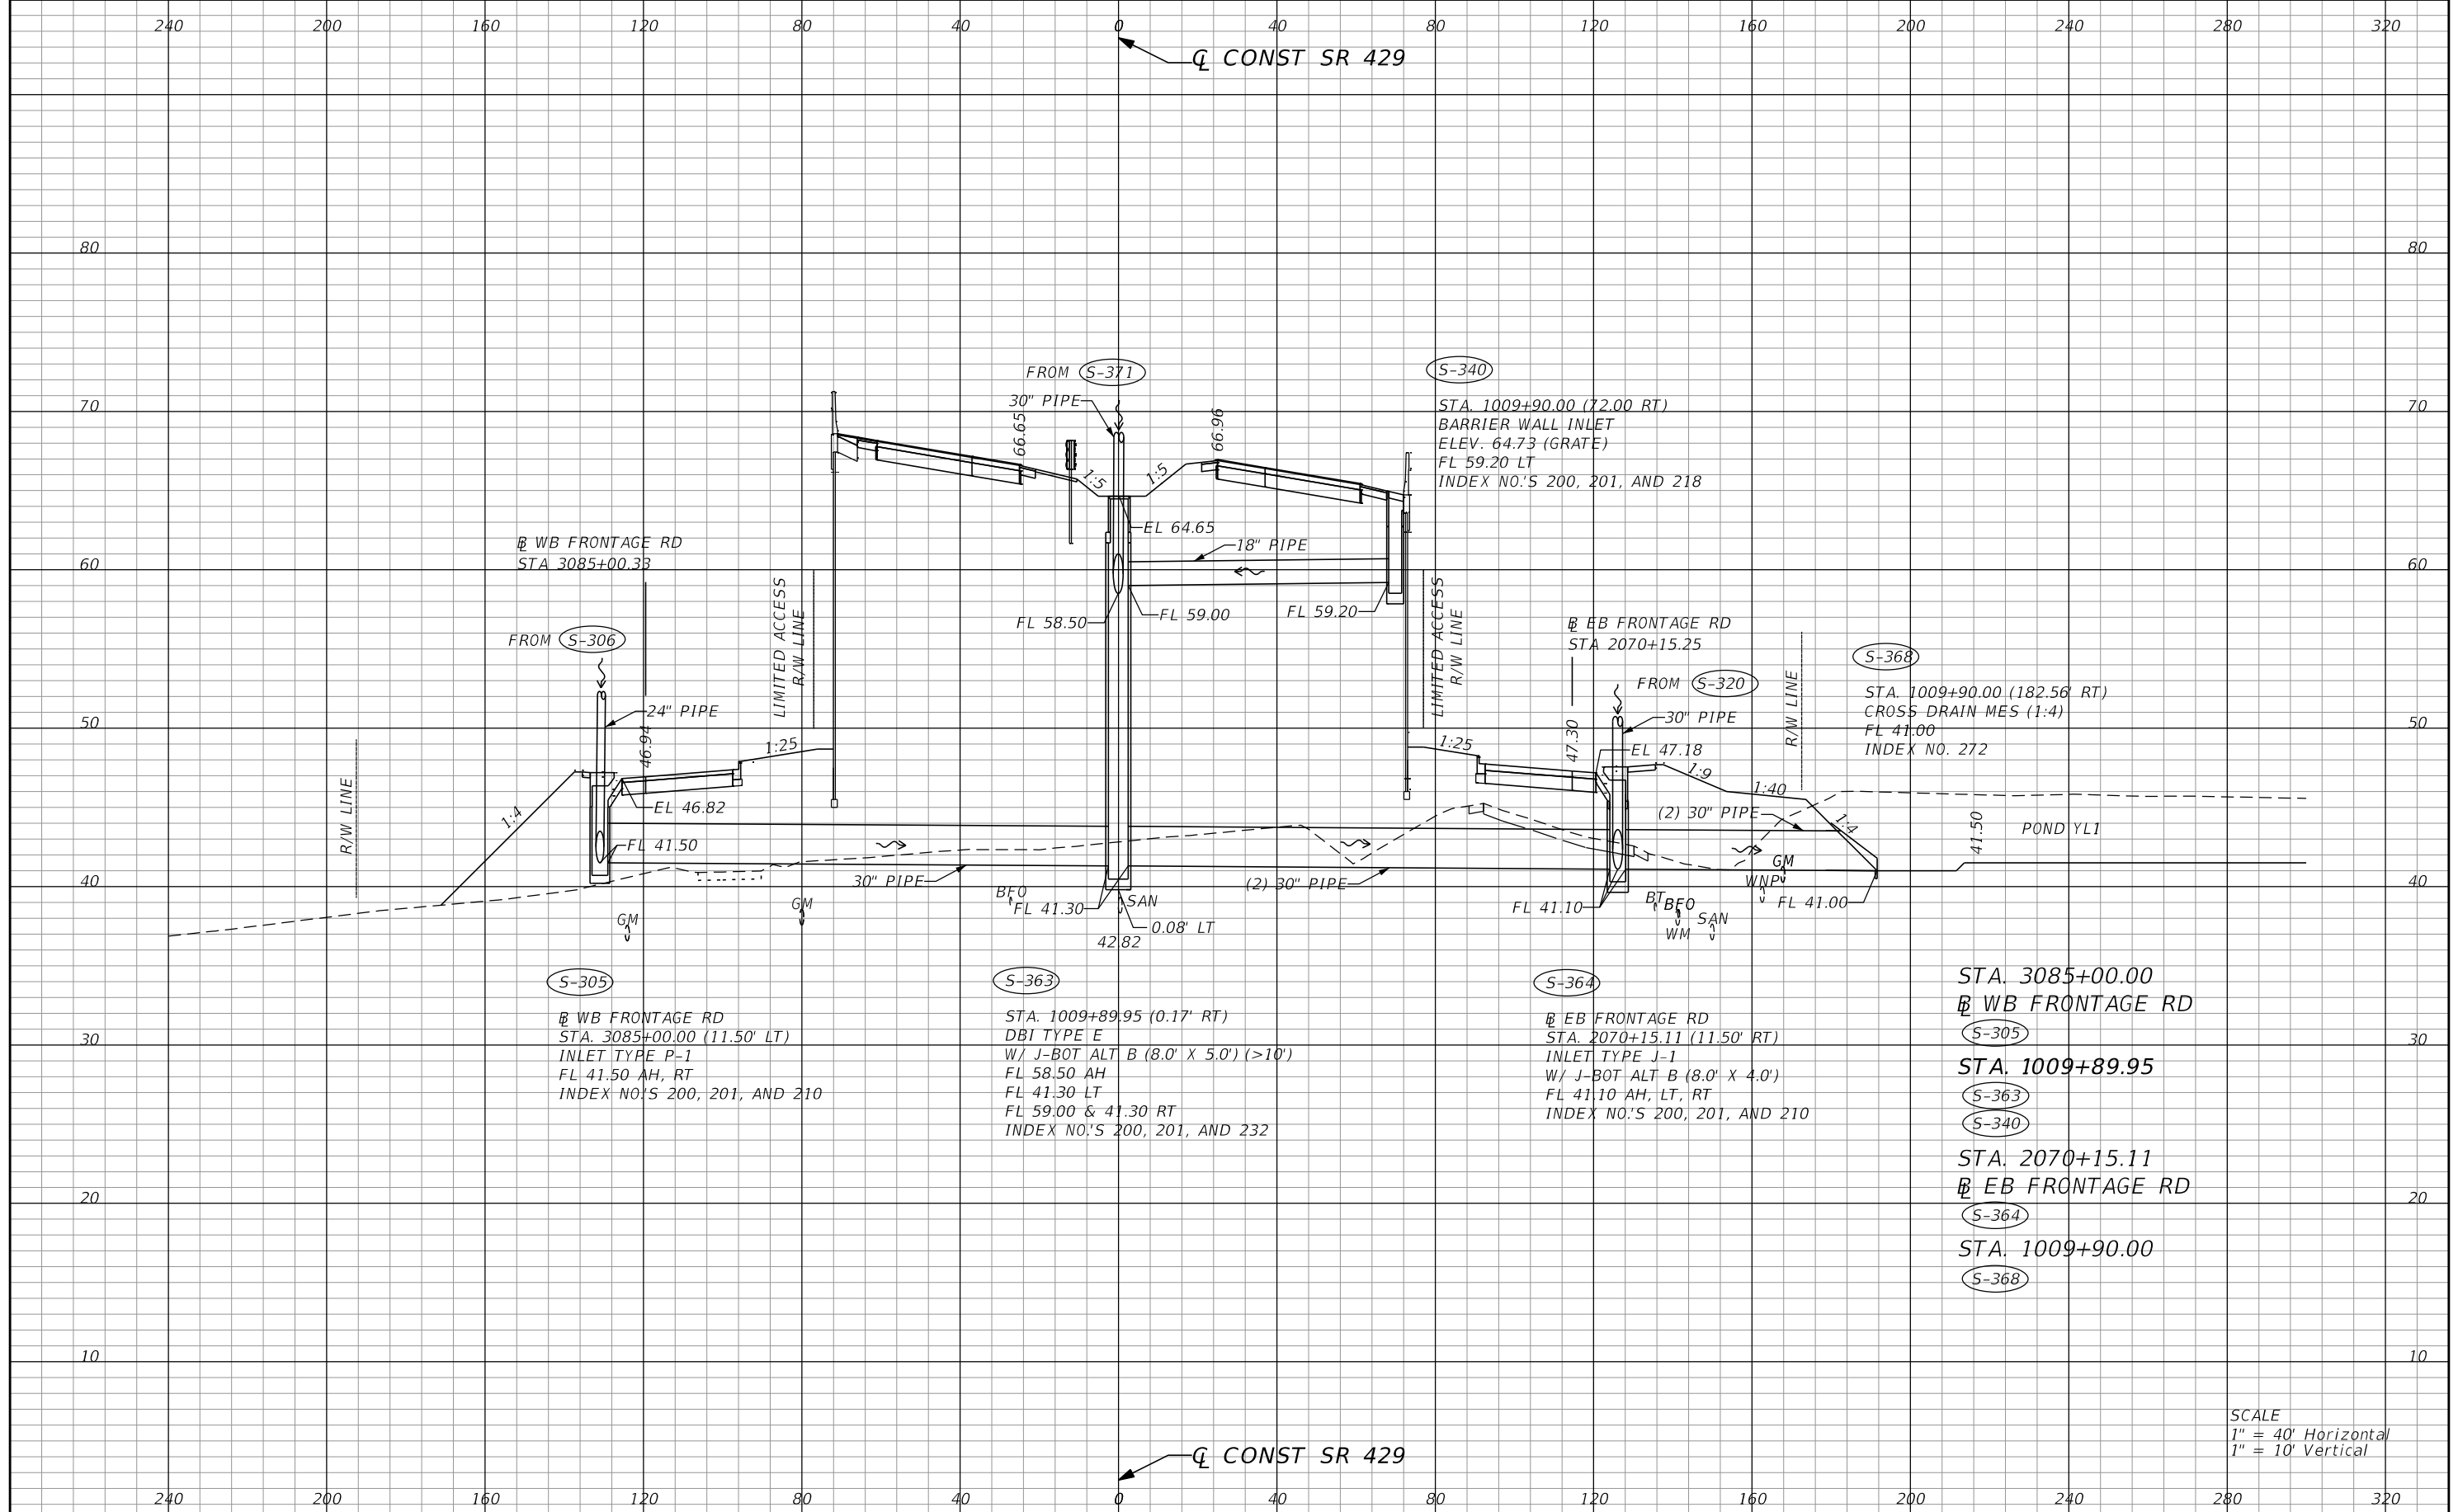 240 200 160 120 80 40 0 40 80 120 160 200 240 280 320
℄ CONST SR 429
80 80
70 70
60 60
50 50
40 40
30 30
20 20
10 10
FROM S-371
30" PIPE
66.65
66.96
1:5
1:5
EL 64.65
18" PIPE
FL 58.50
FL 59.00
FL 59.20
S-340
STA. 1009+90.00 (72.00 RT)
BARRIER WALL INLET
ELEV. 64.73 (GRATE)
FL 59.20 LT
INDEX NO.'S 200, 201, AND 218
BL WB FRONTAGE RD
STA 3085+00.33
FROM S-306
24" PIPE
46.94
1:25
LIMITED ACCESS
R/W LINE
R/W LINE
1:4
EL 46.82
FL 41.50
30" PIPE
GM
GM
BFO
FL 41.30
SAN
0.08' LT
42.82
(2) 30" PIPE
LIMITED ACCESS
R/W LINE
1:25
BL EB FRONTAGE RD
STA 2070+15.25
FROM S-320
30" PIPE
47.30
EL 47.18
1:9
1:40
(2) 30" PIPE
1:4
R/W LINE
S-368
STA. 1009+90.00 (182.56' RT)
CROSS DRAIN MES (1:4)
FL 41.00
INDEX NO. 272
41.50
POND YL1
GM
WNP
FL 41.00
FL 41.10
BT
BFO
SAN
WM
S-305
BL WB FRONTAGE RD
STA. 3085+00.00 (11.50' LT)
INLET TYPE P-1
FL 41.50 AH, RT
INDEX NO.'S 200, 201, AND 210
S-363
STA. 1009+89.95 (0.17' RT)
DBI TYPE E
W/ J-BOT ALT B (8.0' X 5.0') (>10')
FL 58.50 AH
FL 41.30 LT
FL 59.00 & 41.30 RT
INDEX NO.'S 200, 201, AND 232
S-364
BL EB FRONTAGE RD
STA. 2070+15.11 (11.50' RT)
INLET TYPE J-1
W/ J-BOT ALT B (8.0' X 4.0')
FL 41.10 AH, LT, RT
INDEX NO.'S 200, 201, AND 210
STA. 3085+00.00
BL WB FRONTAGE RD
S-305
STA. 1009+89.95
S-363
S-340
STA. 2070+15.11
BL EB FRONTAGE RD
S-364
STA. 1009+90.00
S-368
SCALE
1" = 40' Horizontal
1" = 10' Vertical
℄ CONST SR 429
240 200 160 120 80 40 0 40 80 120 160 200 240 280 320